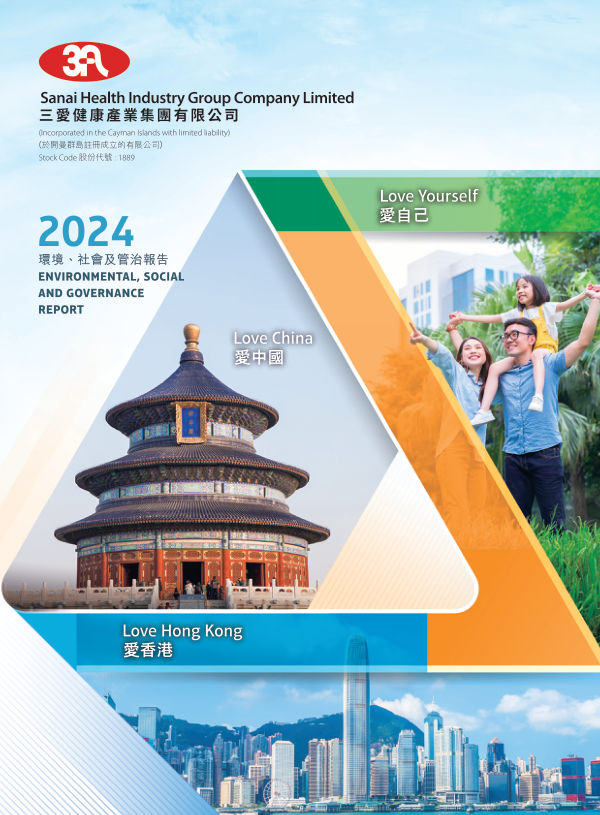 3A
Sanai Health Industry Group Company Limited
三愛健康產業集團有限公司
(Incorporated in the Cayman Islands with limited liability)
(於開曼群島註冊成立的有限公司)
Stock Code 股份代號 : 1889
2024
環境、社會及管治報告
ENVIRONMENTAL, SOCIAL
AND GOVERNANCE
REPORT
Love Yourself
愛自己
Love China
愛中國
Love Hong Kong
愛香港